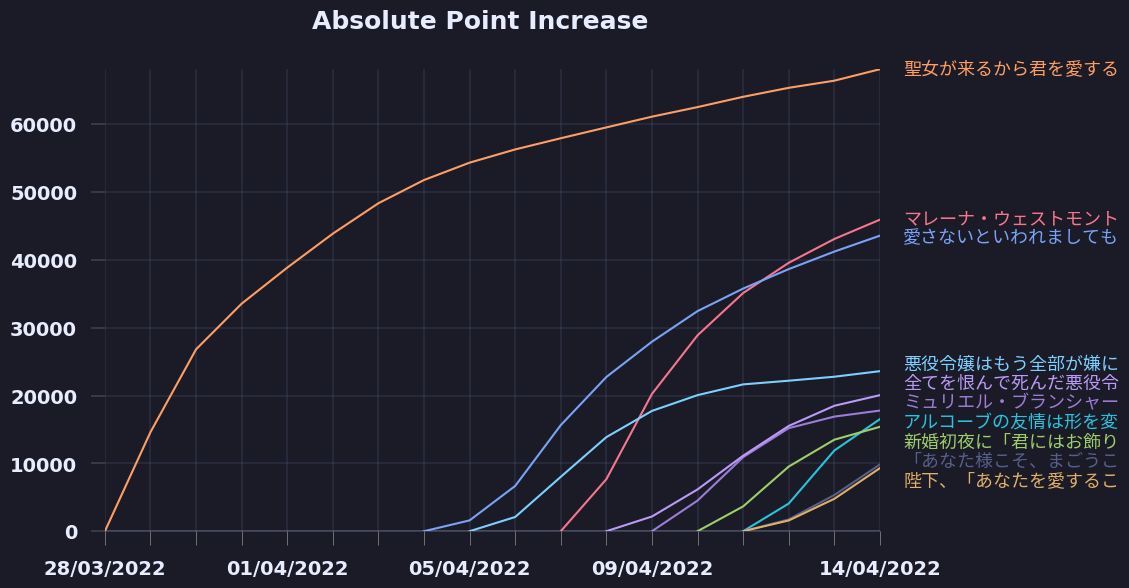 Absolute Point Increase
聖女が来るから君を愛する
60000
50000
マレーナ・ウェストモント
愛さないといわれましても
40000
30000
悪役令嬢はもう全部が嫌に
全てを恨んで死んだ悪役令
20000
ミュリエル・ブランシャー
アルコーブの友情は形を変
新婚初夜に「君にはお飾り
「あなた様こそ、まごうこ
10000
陛下、「あなたを愛するこ
0
28/03/2022
01/04/2022
05/04/2022
09/04/2022
14/04/2022